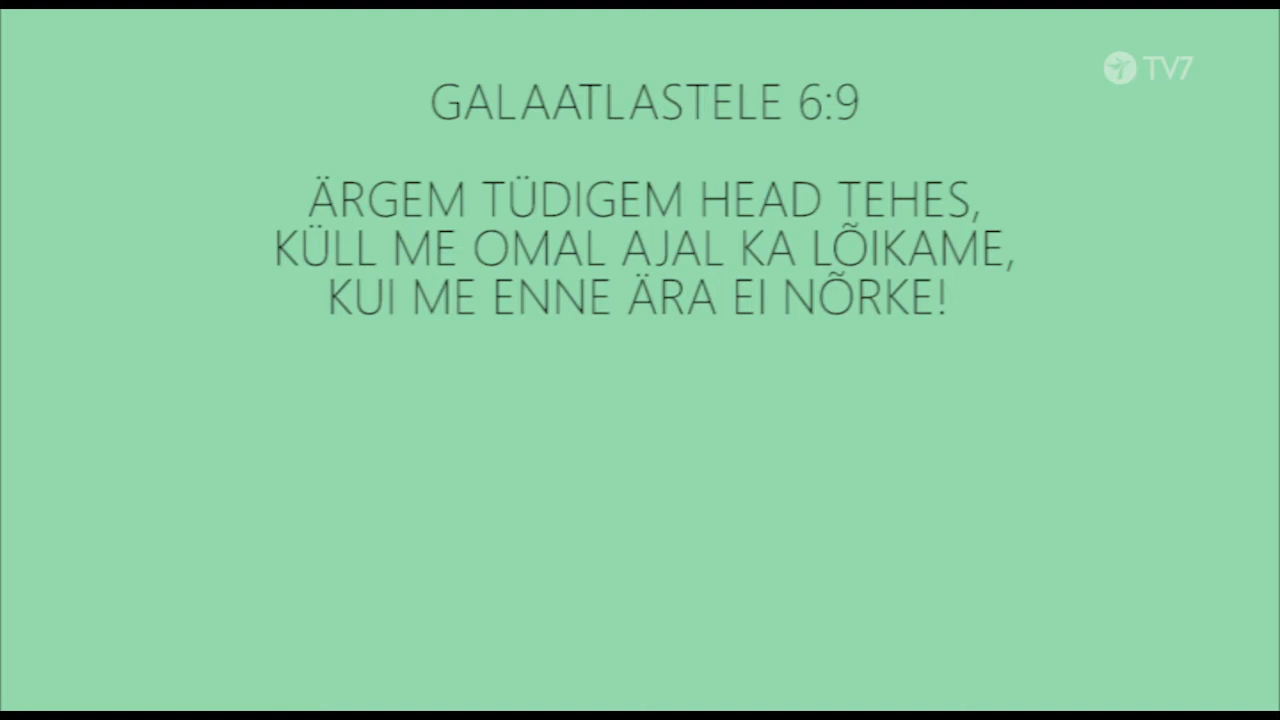 TV7
GALAATLASTELE 6:9
ÄRGEM TÜDIGEM HEAD TEHES,
KÜLL ME OMAL AJAL KA LÕIKAME,
KUI ME ENNE ÄRA EI NÕRKE!